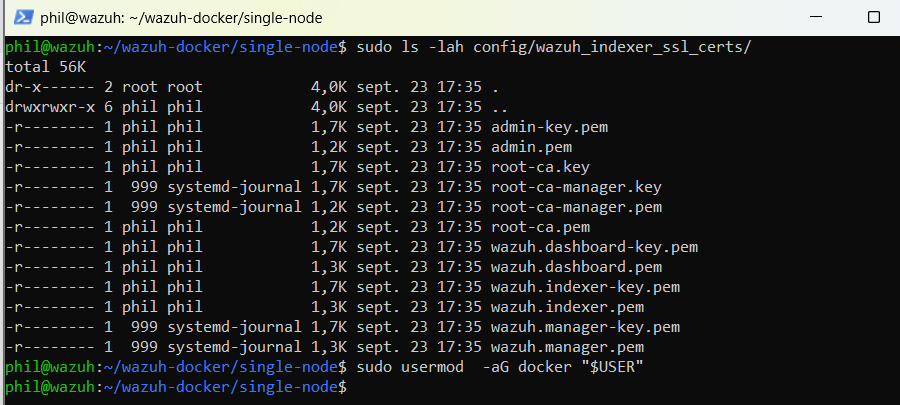 phil@wazuh: ~/wazuh-docker/single-node
phil@wazuh:~/wazuh-docker/single-node$ sudo ls -lah config/wazuh_indexer_ssl_certs/
total 56K
dr-x------ 2 root root            4,0K sept. 23 17:35 .
drwxrwxr-x 6 phil phil            4,0K sept. 23 17:35 ..
-r-------- 1 phil phil            1,7K sept. 23 17:35 admin-key.pem
-r-------- 1 phil phil            1,2K sept. 23 17:35 admin.pem
-r-------- 1 phil phil            1,7K sept. 23 17:35 root-ca.key
-r-------- 1  999 systemd-journal 1,7K sept. 23 17:35 root-ca-manager.key
-r-------- 1  999 systemd-journal 1,2K sept. 23 17:35 root-ca-manager.pem
-r-------- 1 phil phil            1,2K sept. 23 17:35 root-ca.pem
-r-------- 1 phil phil            1,7K sept. 23 17:35 wazuh.dashboard-key.pem
-r-------- 1 phil phil            1,3K sept. 23 17:35 wazuh.dashboard.pem
-r-------- 1 phil phil            1,7K sept. 23 17:35 wazuh.indexer-key.pem
-r-------- 1 phil phil            1,3K sept. 23 17:35 wazuh.indexer.pem
-r-------- 1  999 systemd-journal 1,7K sept. 23 17:35 wazuh.manager-key.pem
-r-------- 1  999 systemd-journal 1,3K sept. 23 17:35 wazuh.manager.pem
phil@wazuh:~/wazuh-docker/single-node$ sudo usermod  -aG docker "$USER"
phil@wazuh:~/wazuh-docker/single-node$